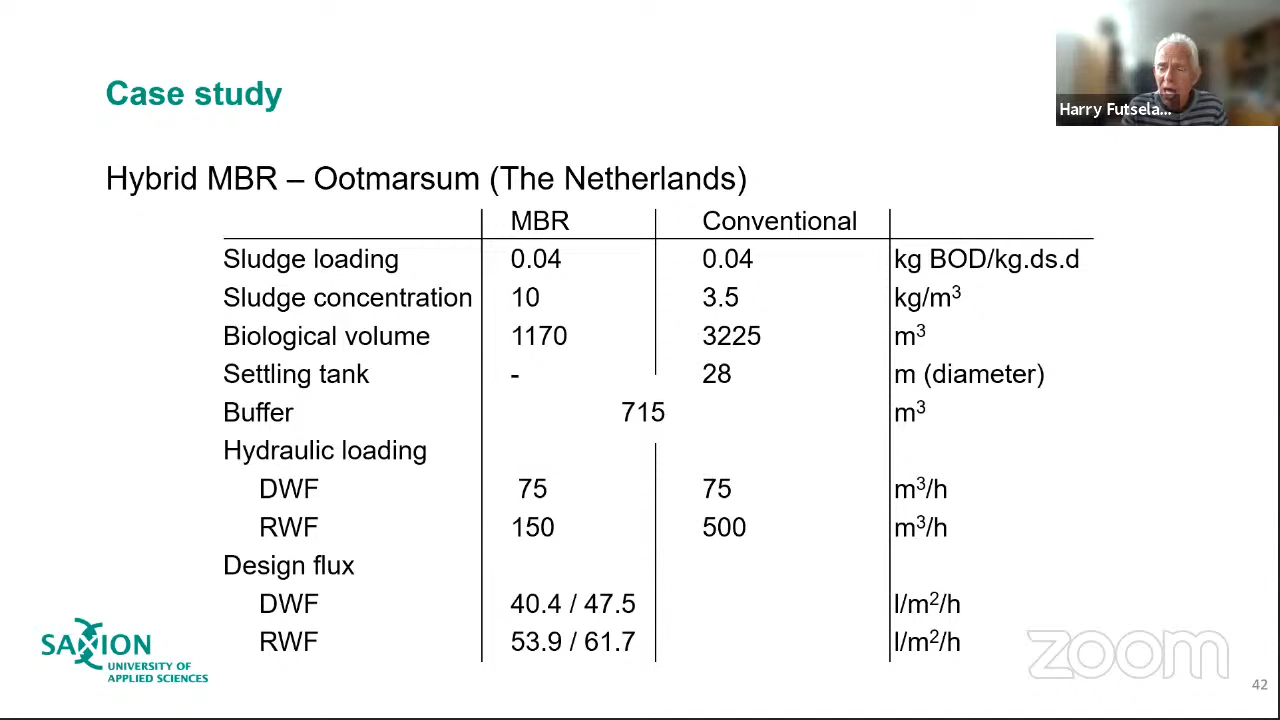 Case study
Harry Futsela...
Hybrid MBR – Ootmarsum (The Netherlands)
MBR Conventional
Sludge loading 0.04 0.04 kg BOD/kg.ds.d
Sludge concentration 10 3.5 kg/m³
Biological volume 1170 3225 m³
Settling tank - 28 m (diameter)
Buffer 715 m³
Hydraulic loading
DWF 75 75 m³/h
RWF 150 500 m³/h
Design flux
DWF 40.4 / 47.5 l/m²/h
RWF 53.9 / 61.7 l/m²/h
SAXION
UNIVERSITY OF
APPLIED SCIENCES
zoom
42